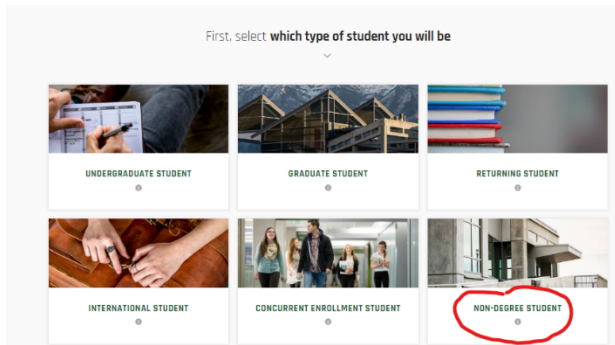 First, select which type of student you will be
UNDERGRADUATE STUDENT
GRADUATE STUDENT
RETURNING STUDENT
INTERNATIONAL STUDENT
CONCURRENT ENROLLMENT STUDENT
NON-DEGREE STUDENT